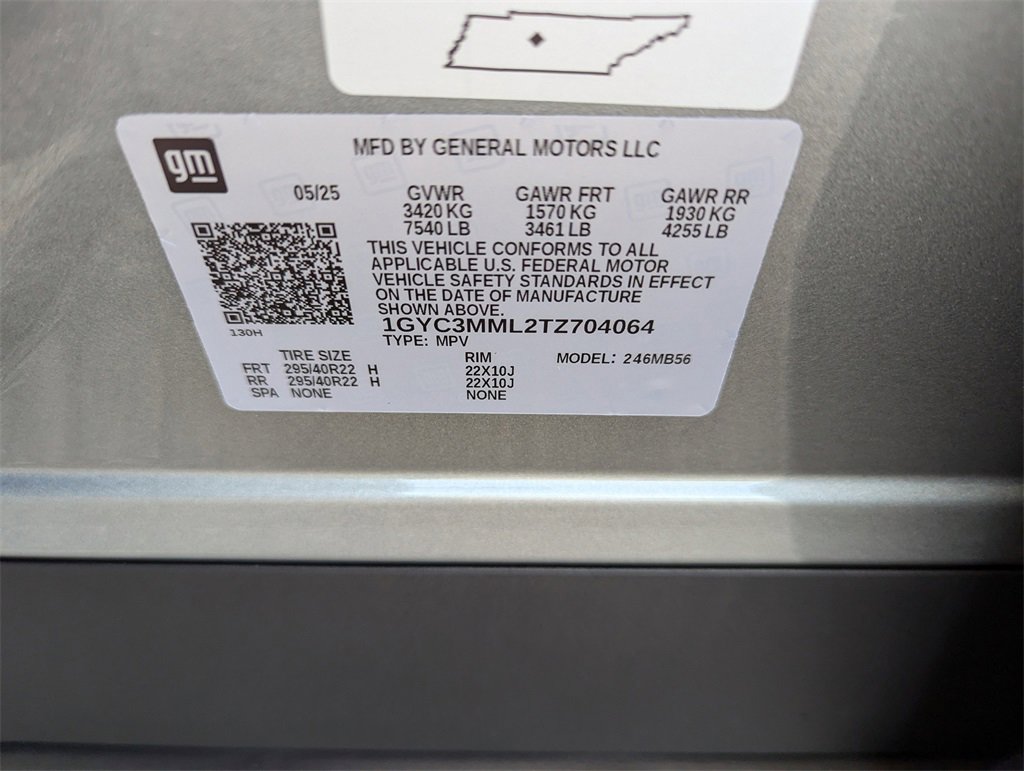 gm
MFD BY GENERAL MOTORS LLC
05/25 GVWR GAWR FRT GAWR RR
3420 KG 1570 KG 1930 KG
7540 LB 3461 LB 4255 LB
THIS VEHICLE CONFORMS TO ALL
APPLICABLE U.S. FEDERAL MOTOR
VEHICLE SAFETY STANDARDS IN EFFECT
ON THE DATE OF MANUFACTURE
SHOWN ABOVE.
1GYC3MML2TZ704064
130H
TYPE: MPV
TIRE SIZE RIM MODEL: 246MB56
FRT 295/40R22 H 22X10J
RR 295/40R22 H 22X10J
SPA NONE NONE